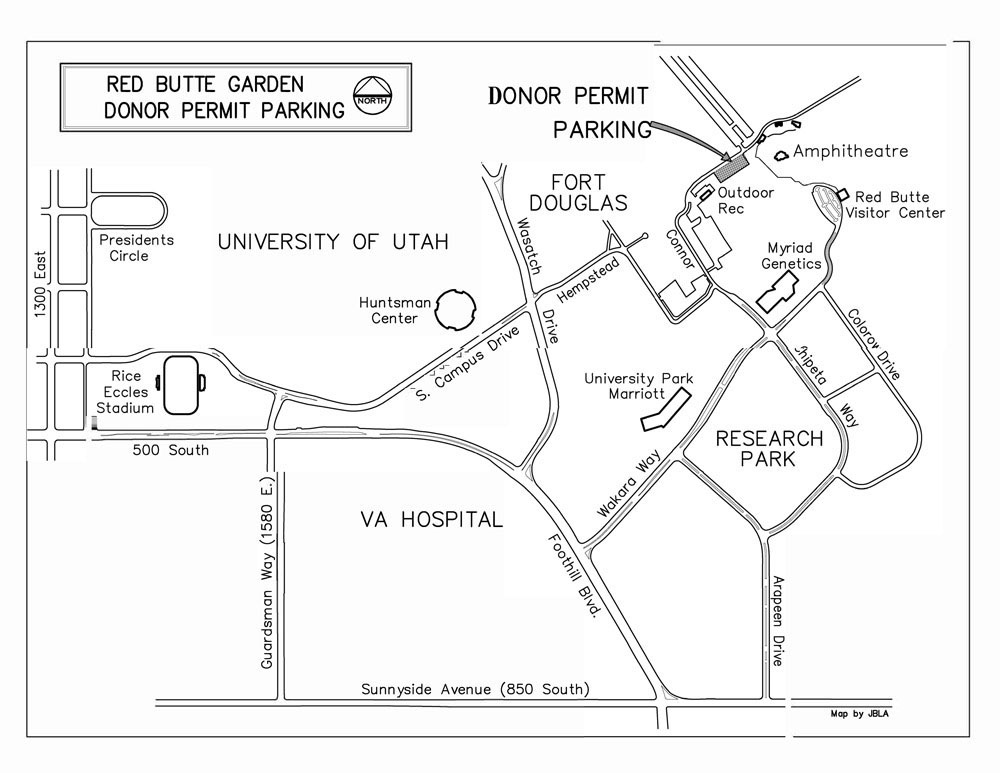 RED BUTTE GARDEN
DONOR PERMIT PARKING
NORTH
DONOR PERMIT
PARKING
Amphitheatre
FORT
DOUGLAS
Outdoor
Rec
Red Butte
Visitor Center
Presidents
Circle
UNIVERSITY OF UTAH
Wasatch
Drive
Connor
Myriad
Genetics
1300 East
Hempstead
Huntsman
Center
S. Campus Drive
Colorow Drive
Chipeta
Way
Rice
Eccles
Stadium
University Park
Marriott
RESEARCH
PARK
500 South
Wakara Way
VA HOSPITAL
Guardsman Way (1580 E.)
Foothill Blvd.
Arapeen Drive
Sunnyside Avenue (850 South)
Map by JBLA